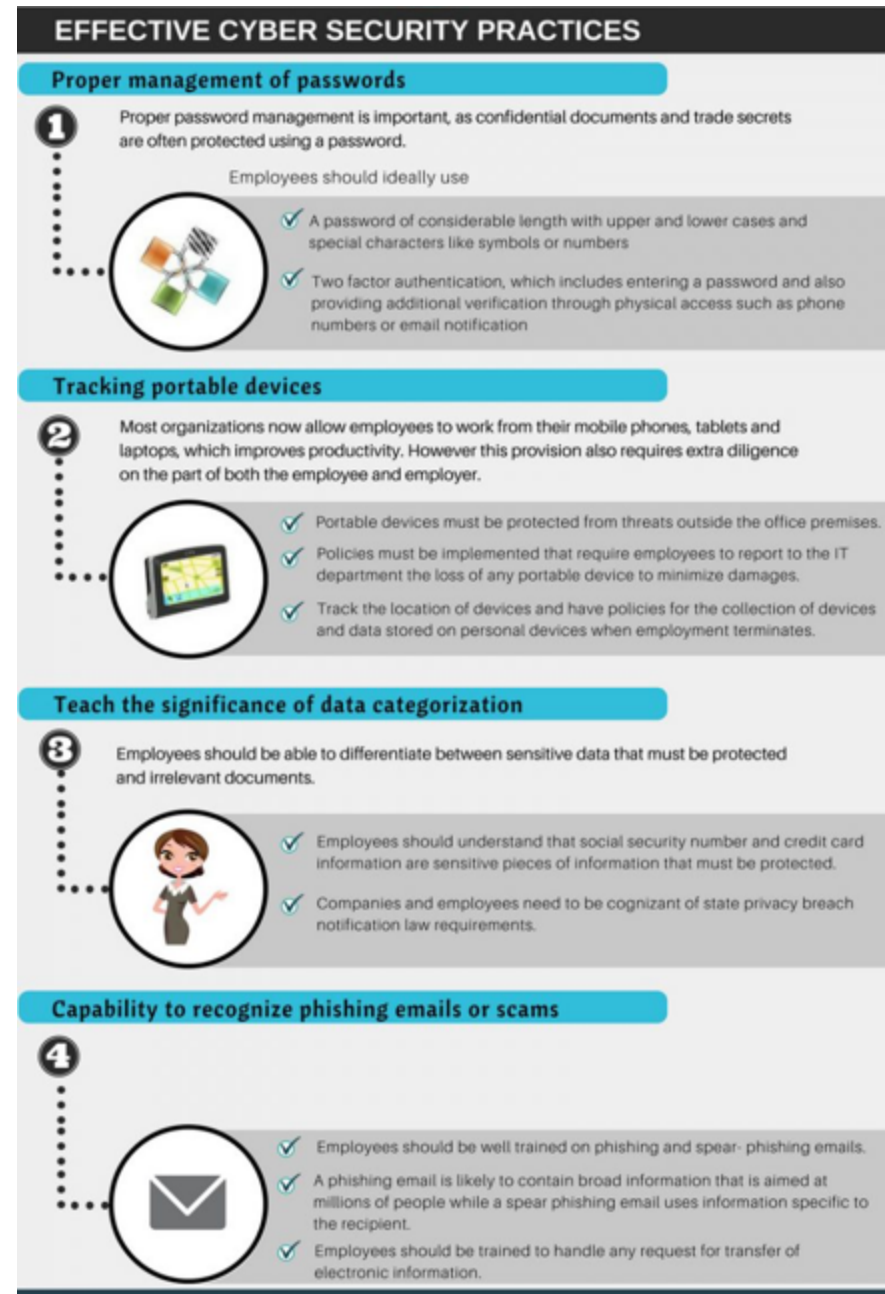 EFFECTIVE CYBER SECURITY PRACTICES
Proper management of passwords
1
Proper password management is important, as confidential documents and trade secrets
are often protected using a password.
Employees should ideally use
A password of considerable length with upper and lower cases and
special characters like symbols or numbers
Two factor authentication, which includes entering a password and also
providing additional verification through physical access such as phone
numbers or email notification
Tracking portable devices
2
Most organizations now allow employees to work from their mobile phones, tablets and
laptops, which improves productivity. However this provision also requires extra diligence
on the part of both the employee and employer.
Portable devices must be protected from threats outside the office premises.
Policies must be implemented that require employees to report to the IT
department the loss of any portable device to minimize damages.
Track the location of devices and have policies for the collection of devices
and data stored on personal devices when employment terminates.
Teach the significance of data categorization
3
Employees should be able to differentiate between sensitive data that must be protected
and irrelevant documents.
Employees should understand that social security number and credit card
information are sensitive pieces of information that must be protected.
Companies and employees need to be cognizant of state privacy breach
notification law requirements.
Capability to recognize phishing emails or scams
4
Employees should be well trained on phishing and spear- phishing emails.
A phishing email is likely to contain broad information that is aimed at
millions of people while a spear phishing email uses information specific to
the recipient.
Employees should be trained to handle any request for transfer of
electronic information.